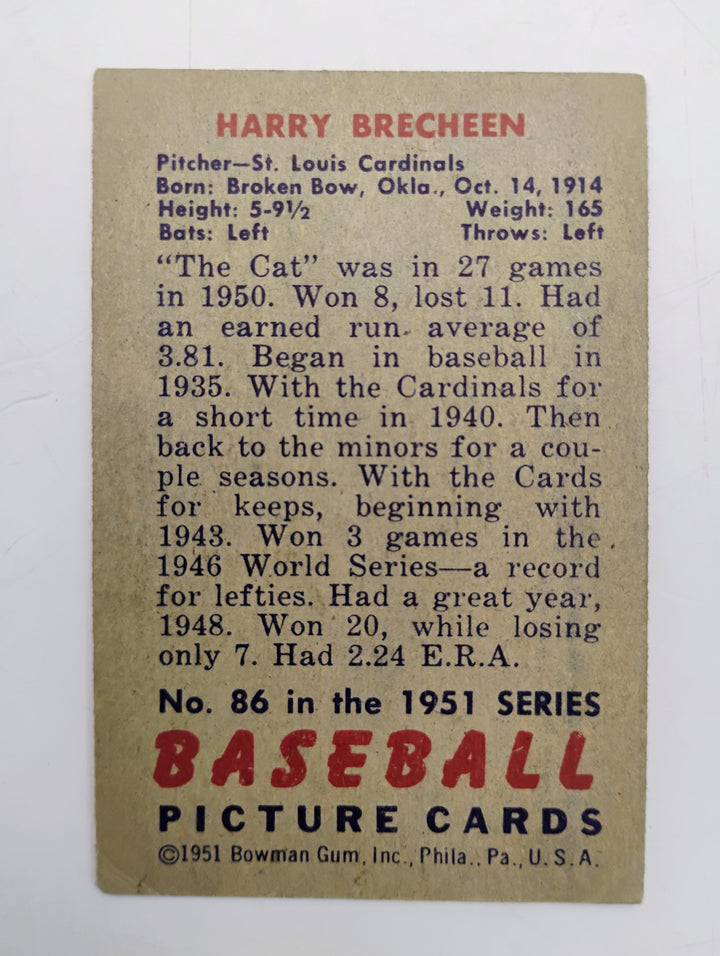 HARRY BRECHEEN
Pitcher—St. Louis Cardinals
Born: Broken Bow, Okla., Oct. 14, 1914
Height: 5-9½ Weight: 165
Bats: Left Throws: Left
"The Cat" was in 27 games
in 1950. Won 8, lost 11. Had
an earned run average of
3.81. Began in baseball in
1935. With the Cardinals for
a short time in 1940. Then
back to the minors for a cou-
ple seasons. With the Cards
for keeps, beginning with
1943. Won 3 games in the
1946 World Series—a record
for lefties. Had a great year,
1948. Won 20, while losing
only 7. Had 2.24 E.R.A.
No. 86 in the 1951 SERIES
BASEBALL
PICTURE CARDS
©1951 Bowman Gum, Inc., Phila., Pa., U.S.A.